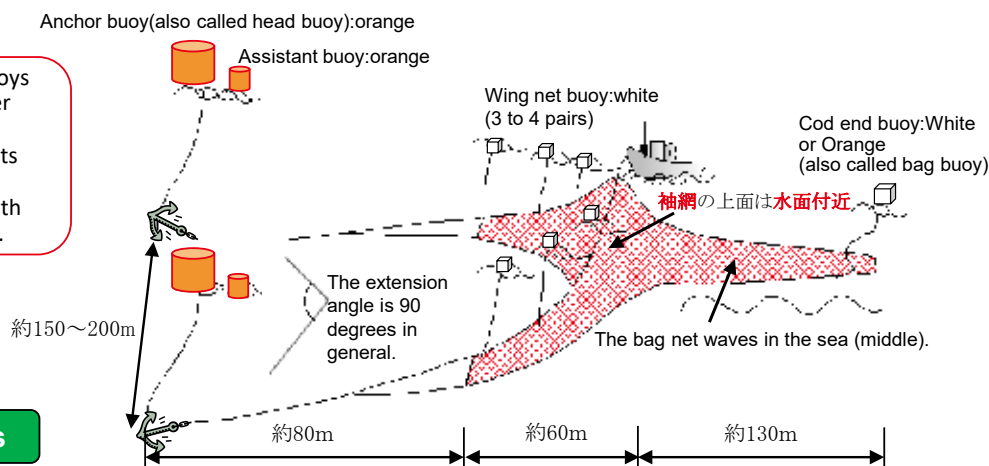 Anchor buoy(also called head buoy):orange
Assistant buoy:orange
Wing net buoy:white
(3 to 4 pairs)
Cod end buoy:White
or Orange
(also called bag buoy)
袖網の上面は水面付近
The extension
angle is 90
degrees in
general.
The bag net waves in the sea (middle).
約150～200m
約80m
約60m
約130m